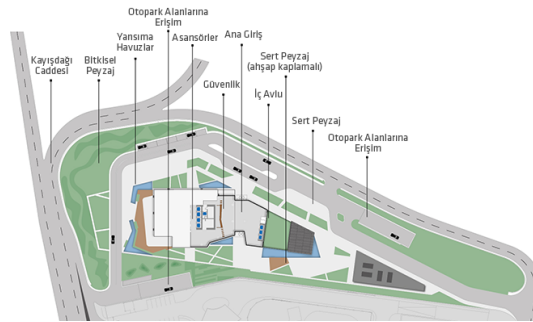 Otopark Alanlarına
Erişim
Yansıma
Havuzlar
Asansörler
Ana Giriş
Kayışdağı
Caddesi
Bitkisel
Peyzaj
Sert Peyzaj
(ahşap kaplamalı)
Güvenlik
İç Avlu
Sert Peyzaj
Otopark Alanlarına
Erişim